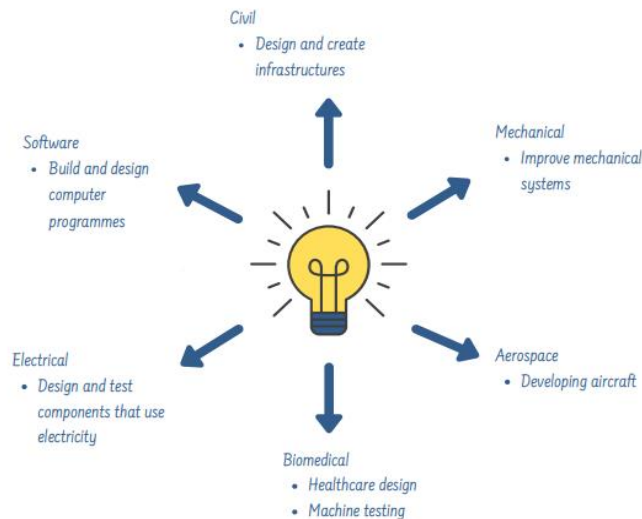 Civil
• Design and create
infrastructures
Mechanical
• Improve mechanical
systems
Aerospace
• Developing aircraft
Biomedical
• Healthcare design
• Machine testing
Electrical
• Design and test
components that use
electricity
Software
• Build and design
computer
programmes